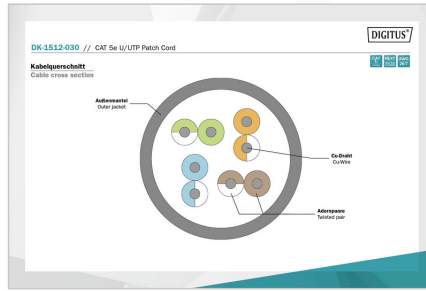 DIGITUS®
DK-1512-030 // CAT 5e U/UTP Patch Cord
Kabelquerschnitt
Cable cross section
Außenmantel
Outer jacket
Cu-Draht
Cu-Wire
Adernpaare
Twisted pair